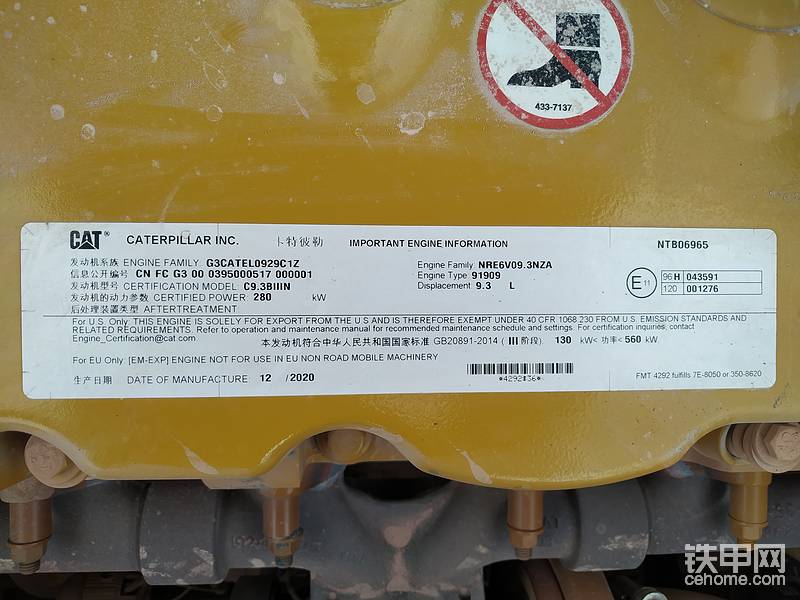 433-7137
CAT® CATERPILLAR INC. 卡特彼勒 IMPORTANT ENGINE INFORMATION NTB06965
发动机系族 ENGINE FAMILY: G3CATEL0929C1Z Engine Family: NRE6V09.3NZA
信息公开编号 CN FC G3 00 0395000517 000001 Engine Type: 91909
发动机型号 CERTIFICATION MODEL: C9.3BIIIN Displacement: 9.3 L
E11 96 H 043591
120 001276
发动机的动力参数 CERTIFIED POWER: 280 kW
后处理装置类型 AFTERTREATMENT
For U.S. Only: THIS ENGINE IS SOLELY FOR EXPORT FROM THE U.S AND IS THEREFORE EXEMPT UNDER 40 CFR 1068.230 FROM U.S. EMISSION STANDARDS AND
RELATED REQUIREMENTS. Refer to operation and maintenance manual for recommended maintenance schedule and settings. For certification inquiries, contact
Engine_Certification@cat.com
本发动机符合中华人民共和国国家标准 GB20891-2014 ( III 阶段). 130 kW< 功率< 560 kW
For EU Only: [EM-EXP] ENGINE NOT FOR USE IN EU NON ROAD MOBILE MACHINERY
生产日期 DATE OF MANUFACTURE: 12 /2020
*4292#36*
FMT 4292 fulfills 7E-8050 or 350-8620
铁甲网
cehome.com